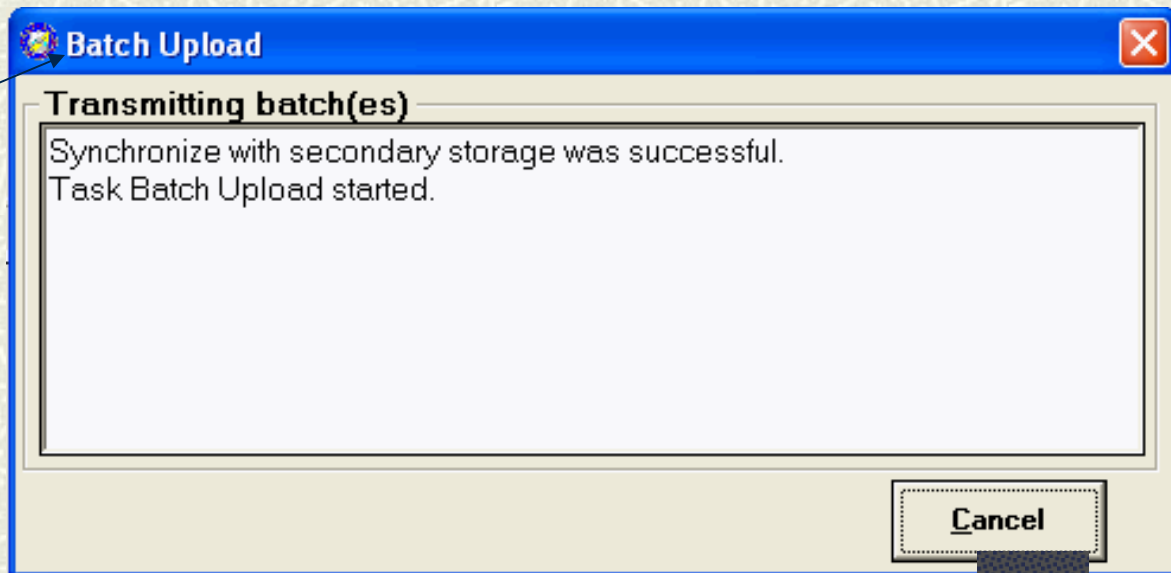 Batch Upload
Transmitting batch(es)
Synchronize with secondary storage was successful.
Task Batch Upload started.
Cancel